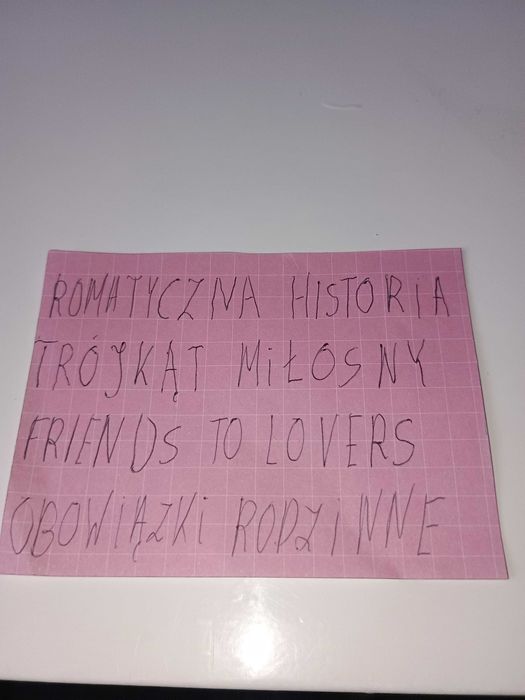 ROMATYCZNA HISTORIA
TRÓJKĄT MIŁOSNY
FRIENDS TO LOVERS
OBOWIĄZKI RODZINNE